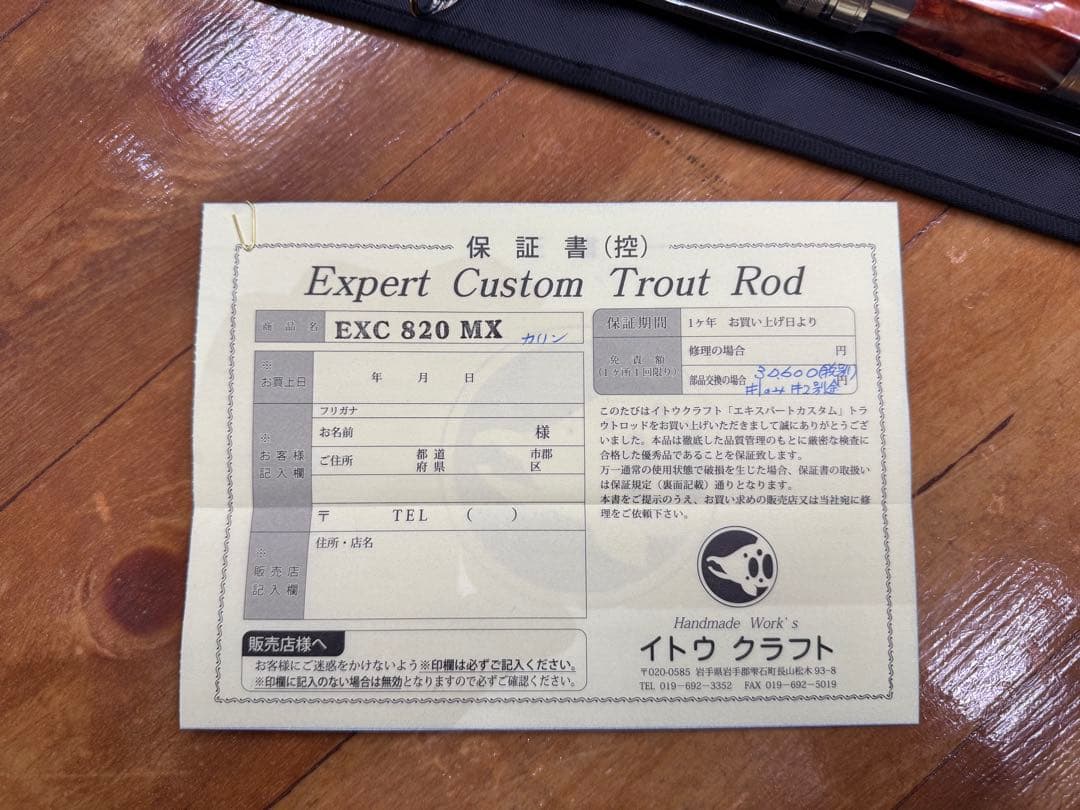 保証書（控）
Expert Custom Trout Rod
商品名 EXC 820 MX カリン
※
お買上日 年 月 日
※
お客様
記入欄
フリガナ
お名前 様
ご住所 都道 市郡
府県 区
〒 TEL ( )
※
販売店
記入欄
住所・店名
販売店様へ
お客様にご迷惑をかけないよう※印欄は必ずご記入ください。
※印欄に記入のない場合は無効となりますので必ずご確認ください。
保証期間 1ヶ年 お買い上げ日より
免責額
(1ヶ所1回限り)
修理の場合 円
部品交換の場合 30,600(税別)円
#1or#2別途
このたびはイトウクラフト「エキスパートカスタム」トラ
ウトロッドをお買い上げいただきまして誠にありがとうござ
いました。本品は徹底した品質管理のもとに厳密な検査に
合格した優秀品であることを保証致します。
万一通常の使用状態で破損を生じた場合、保証書の取扱い
は保証規定（裏面記載）通りとなります。
本書をご提示のうえ、お買い求めの販売店又は当社宛に修
理をご依頼下さい。
Handmade Work's
イトウ クラフト
〒020-0585 岩手県岩手郡雫石町長山松木 93-8
TEL 019-692-3352 FAX 019-692-5019